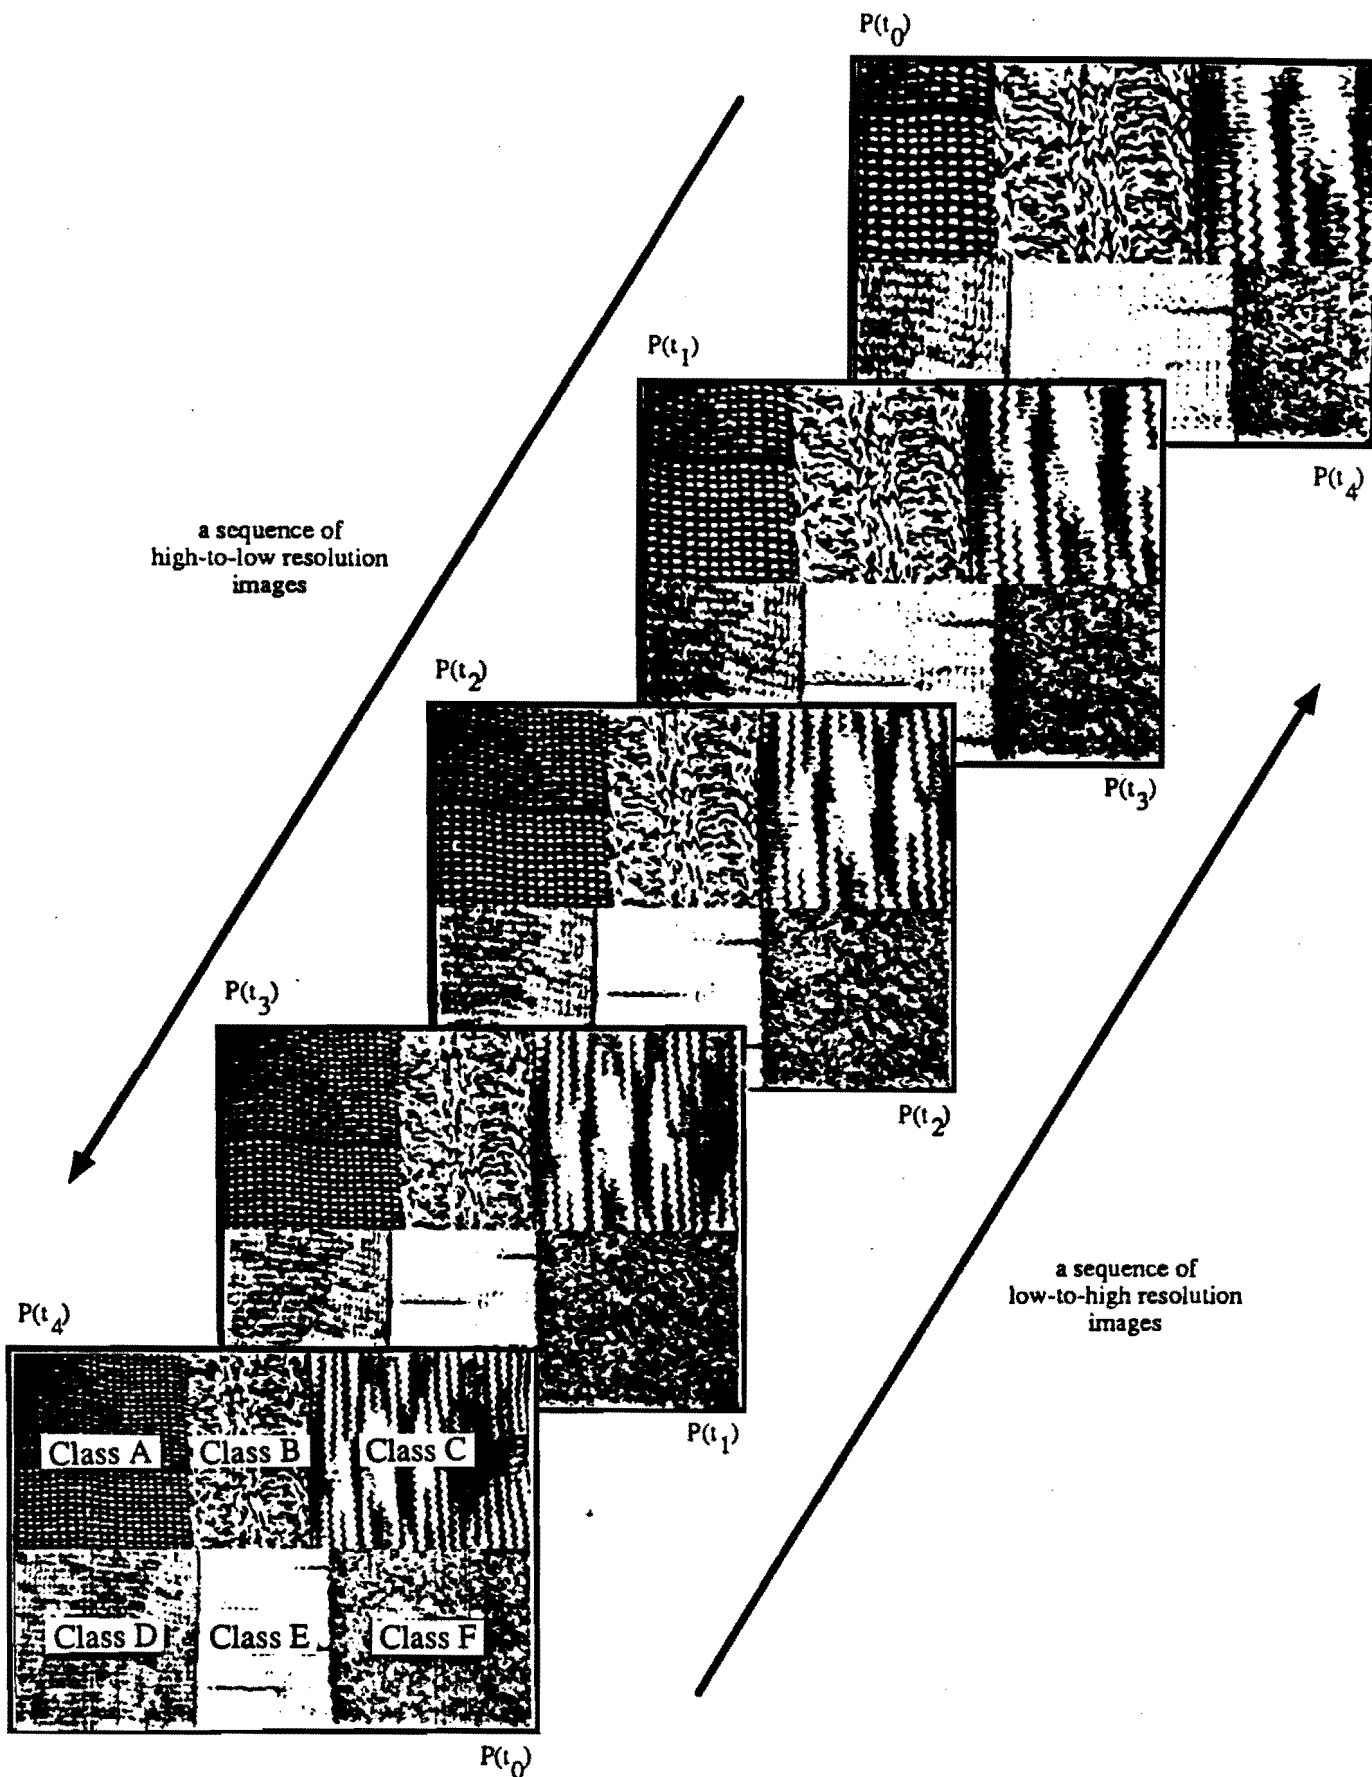 P(t0)
P(t1)
P(t4)
a sequence of
high-to-low resolution
images
P(t2)
P(t3)
P(t3)
P(t2)
a sequence of
low-to-high resolution
images
P(t4)
P(t1)
Class A
Class B
Class C
Class D
Class E
Class F
P(t0)